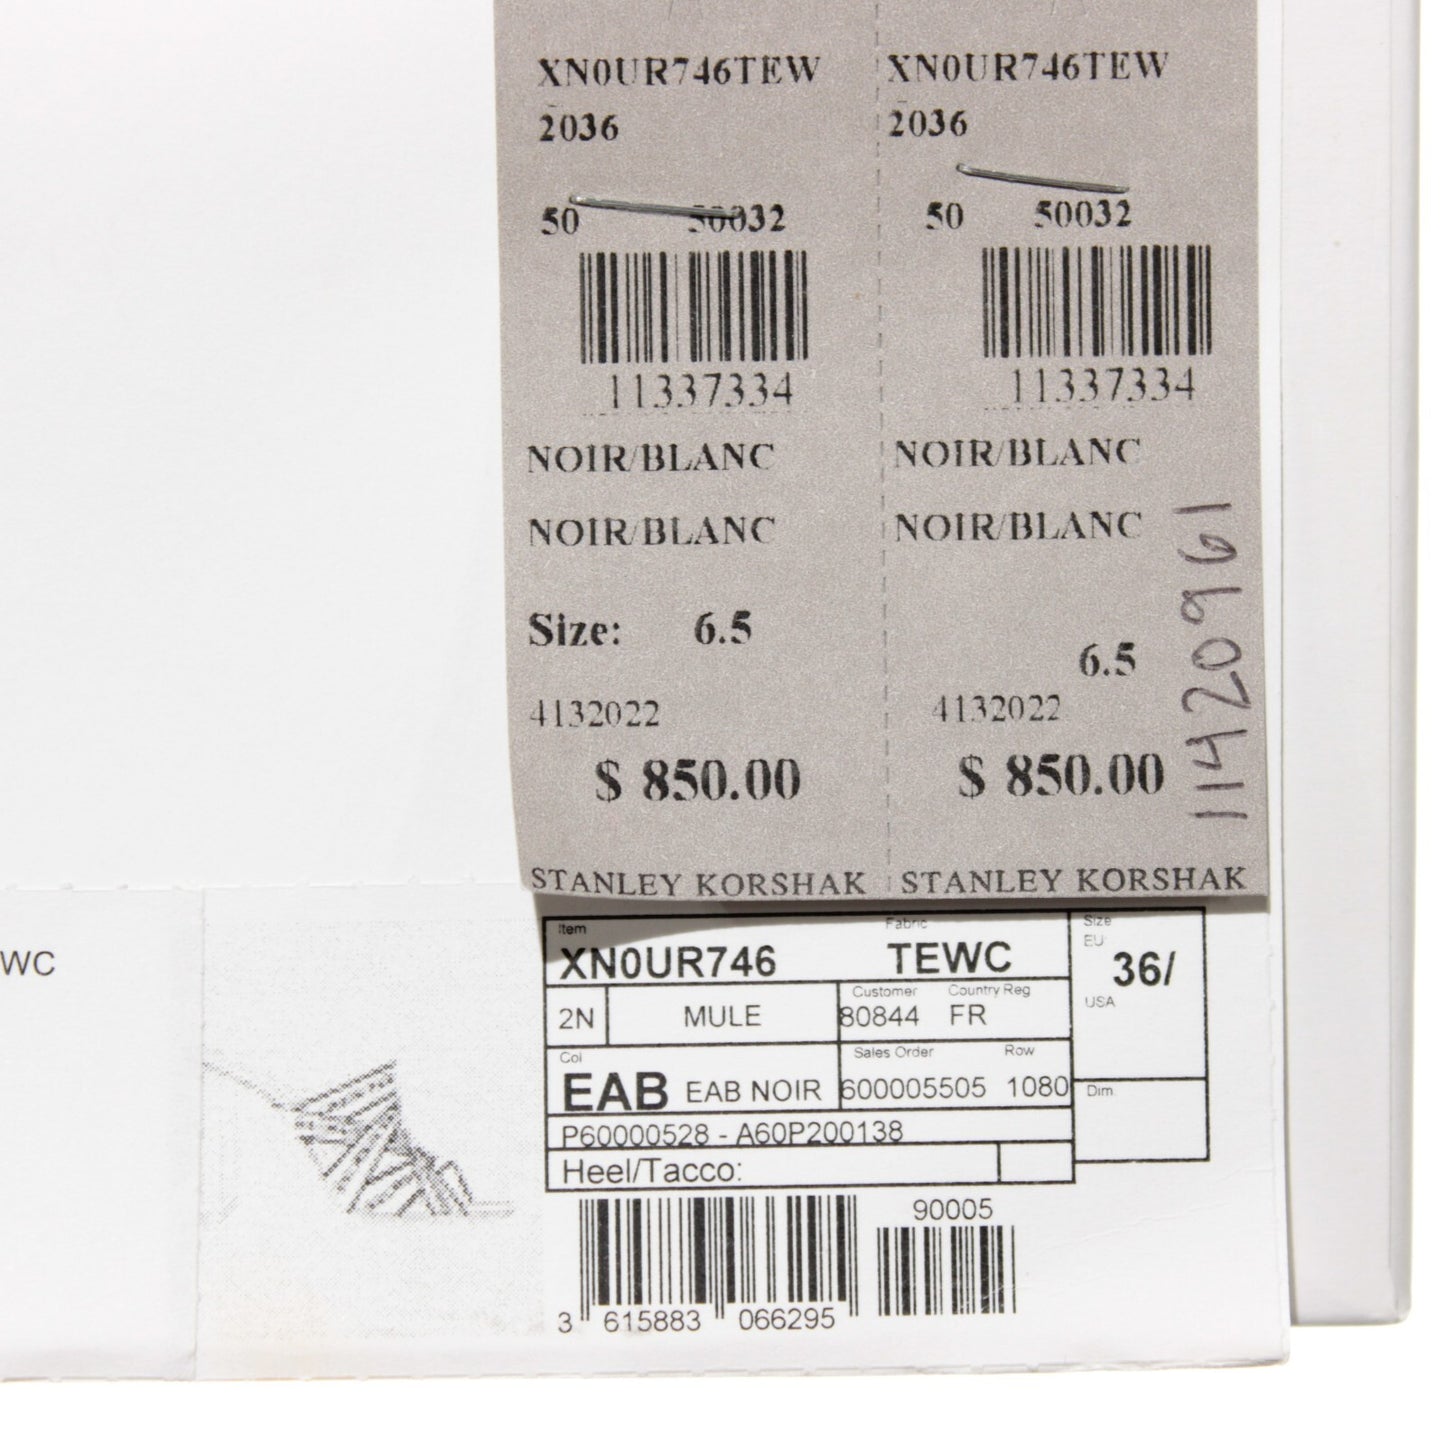 XN0UR746TEW
2036
50 50032
11337334
NOIR/BLANC
NOIR/BLANC
Size: 6.5
4132022
$ 850.00
STANLEY KORSHAK
XN0UR746TEW
2036
50 50032
11337334
NOIR/BLANC
NOIR/BLANC
6.5
4132022
$ 850.00
STANLEY KORSHAK
11420961
WC
Item Fabric Size
XN0UR746 TEWC EU 36/
USA
2N MULE Customer Country Reg
80844 FR
Col Sales Order Row
EAB EAB NOIR 600005505 1080 Dim.
P60000528 - A60P200138
Heel/Tacco:
90005
3 615883 066295